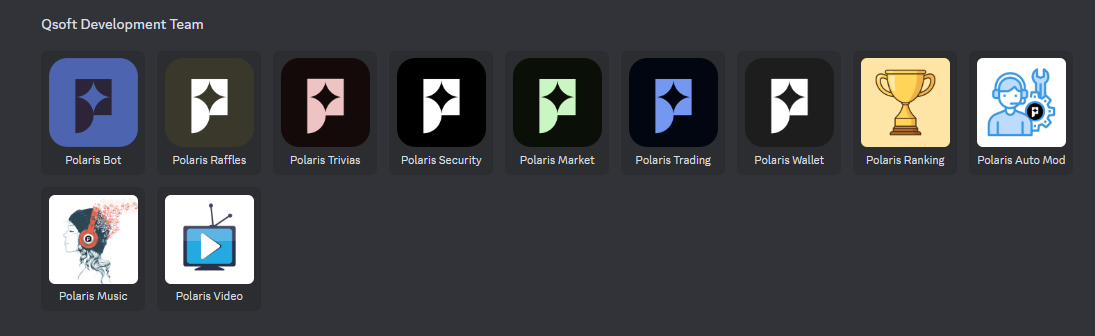 Qsoft Development Team
Polaris Bot
Polaris Raffles
Polaris Trivias
Polaris Security
Polaris Market
Polaris Trading
Polaris Wallet
Polaris Ranking
Polaris Auto Mod
Polaris Music
Polaris Video